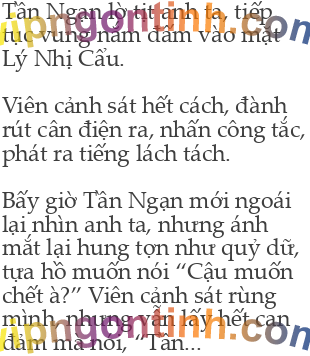 Tần Ngạn lờ tịt anh ta, tiếp
tục vung nắm đấm vào mặt
Lý Nhị Cẩu.
Viên cảnh sát hết cách, đành
rút cân điện ra, nhấn công tắc,
phát ra tiếng lách tách.
Bấy giờ Tần Ngạn mới ngoái
lại nhìn anh ta, nhưng ánh
mắt lại hung tợn như quỷ dữ,
tựa hồ muốn nói “Cậu muốn
chết à?” Viên cảnh sát rùng
mình, nhưng vẫn lấy hết can
đảm mà nói, “Tần...
vipngontinh.com
vipngontinh.com